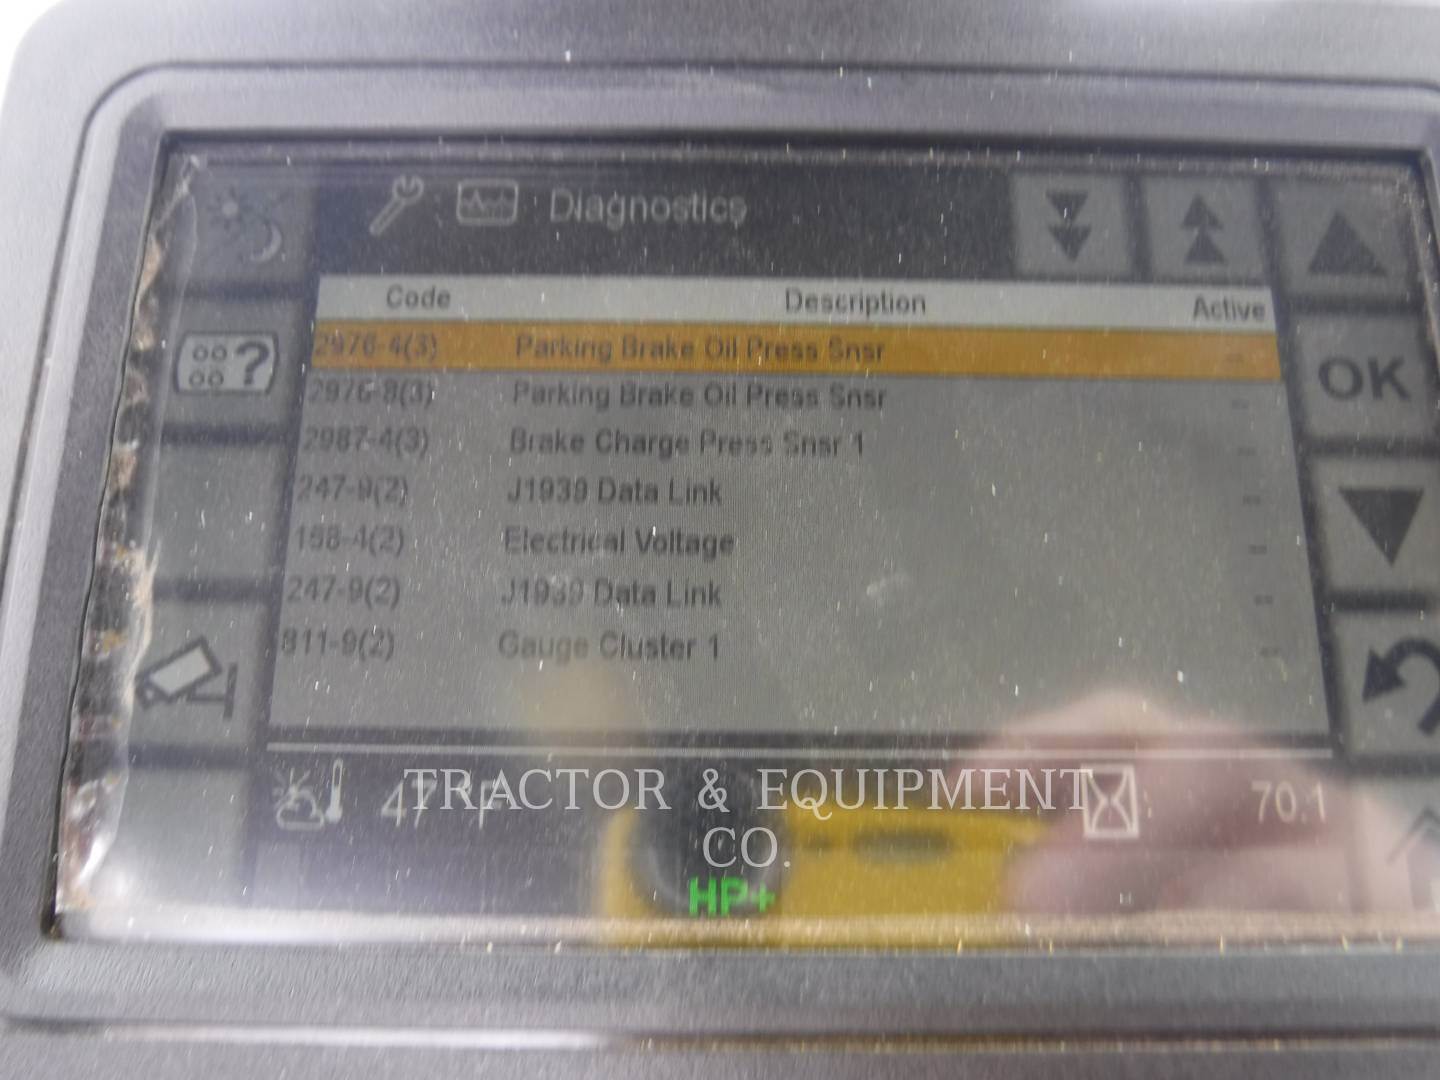 Diagnostics
Code Description Active
2976-4(3) Parking Brake Oil Press Snsr --
2976-8(3) Parking Brake Oil Press Snsr --
2987-4(3) Brake Charge Press Snsr 1 --
247-9(2) J1939 Data Link --
168-4(2) Electrical Voltage --
247-9(2) J1939 Data Link --
811-9(2) Gauge Cluster 1 --
OK
?
47 °F
70.1
HP+
TRACTOR & EQUIPMENT
CO.